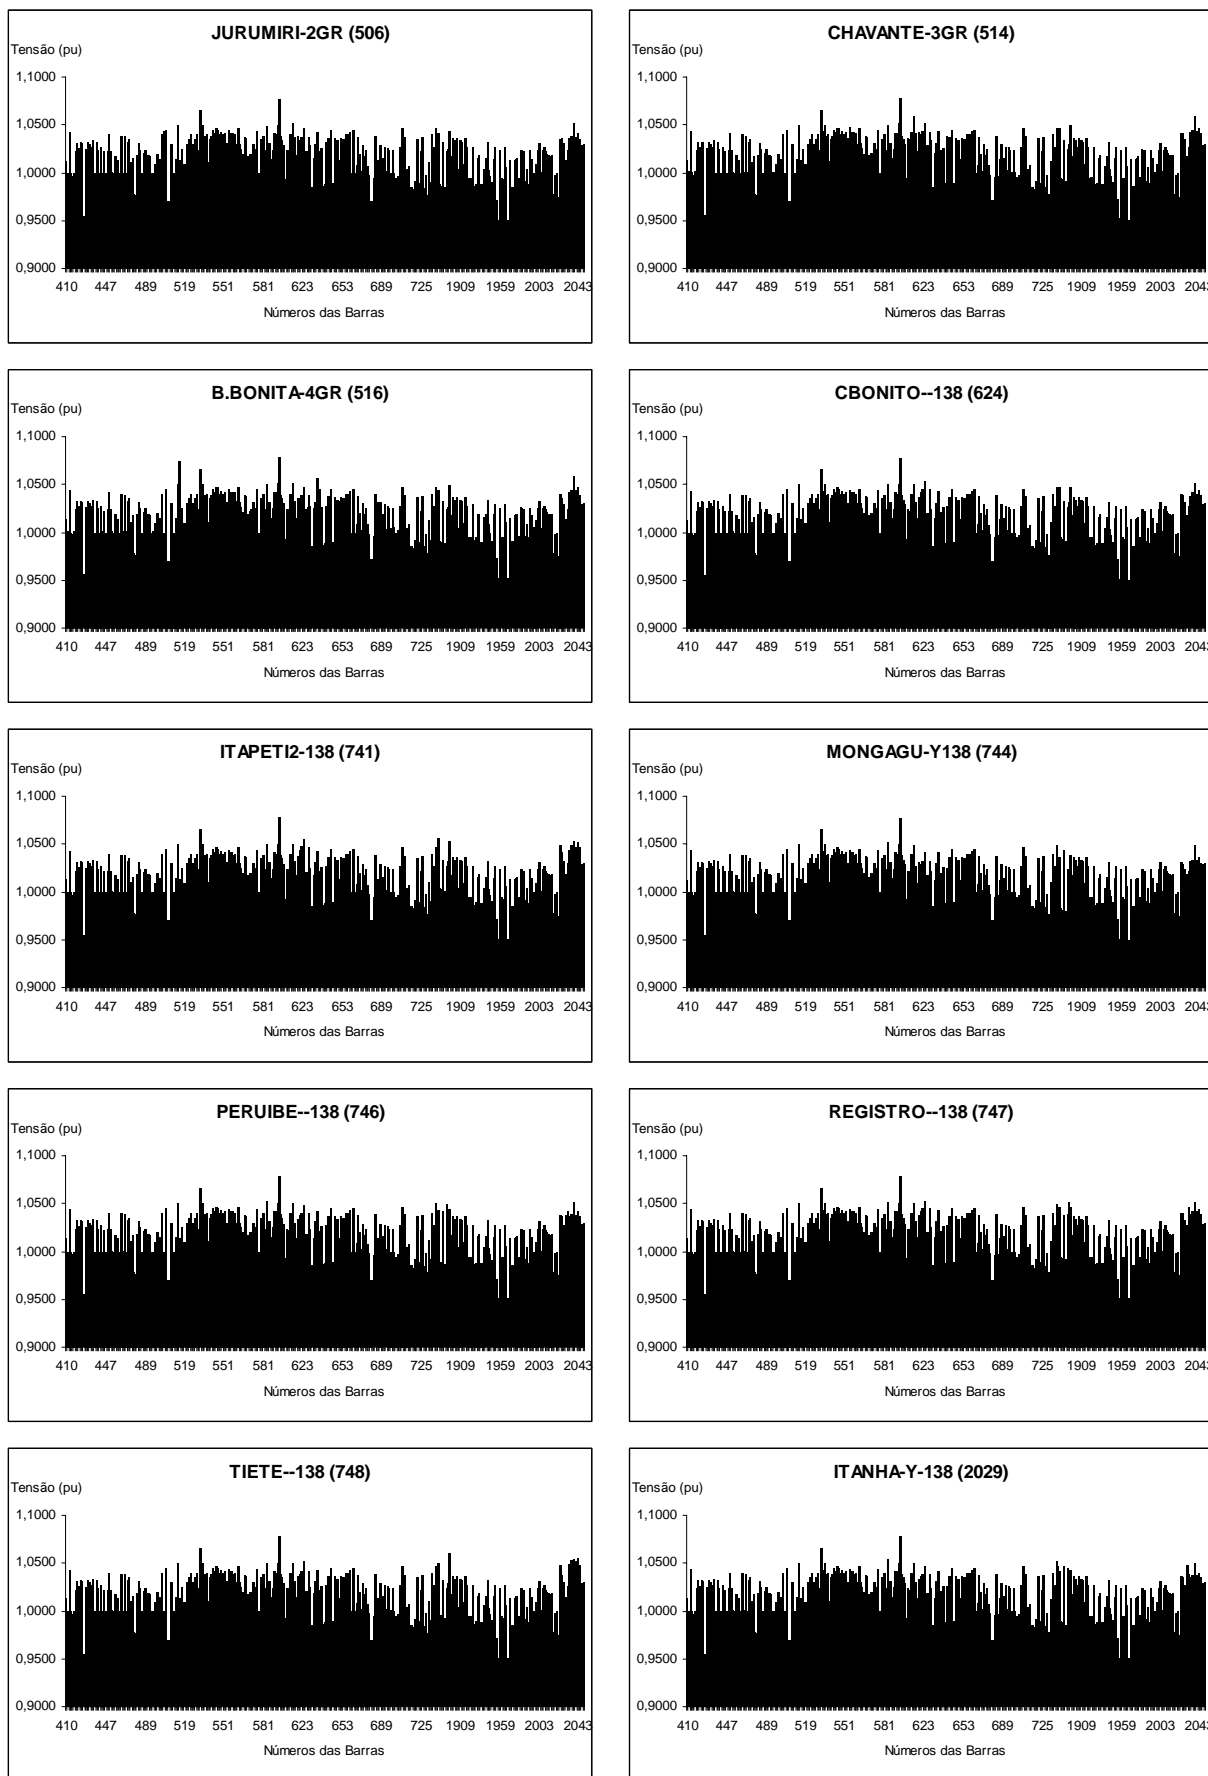 JURUMIRI-2GR (506)
Tensão (pu)
1,1000
1,0500
1,0000
0,9500
0,9000
410 447 489 519 551 581 623 653 689 725 1909 1959 2003 2043
Números das Barras
CHAVANTE-3GR (514)
Tensão (pu)
1,1000
1,0500
1,0000
0,9500
0,9000
410 447 489 519 551 581 623 653 689 725 1909 1959 2003
Números das Barras
B.BONITA-4GR (516)
Tensão (pu)
1,1000
1,0500
1,0000
0,9500
0,9000
410 447 489 519 551 581 623 653 689 725 1909 1959 2003 2043
Números das Barras
CBONITO--138 (624)
Tensão (pu)
1,1000
1,0500
1,0000
0,9500
0,9000
410 447 489 519 551 581 623 653 689 725 1909 1959 2003
Números das Barras
ITAPETI2-138 (741)
Tensão (pu)
1,1000
1,0500
1,0000
0,9500
0,9000
410 447 489 519 551 581 623 653 689 725 1909 1959 2003 2043
Números das Barras
MONGAGU-Y138 (744)
Tensão (pu)
1,1000
1,0500
1,0000
0,9500
0,9000
410 447 489 519 551 581 623 653 689 725 1909 1959 2003
Números das Barras
PERUIBE--138 (746)
Tensão (pu)
1,1000
1,0500
1,0000
0,9500
0,9000
410 447 489 519 551 581 623 653 689 725 1909 1959 2003 2043
Números das Barras
REGISTRO--138 (747)
Tensão (pu)
1,1000
1,0500
1,0000
0,9500
0,9000
410 447 489 519 551 581 623 653 689 725 1909 1959 2003
Números das Barras
TIETE--138 (748)
Tensão (pu)
1,1000
1,0500
1,0000
0,9500
0,9000
410 447 489 519 551 581 623 653 689 725 1909 1959 2003 2043
Números das Barras
ITANHA-Y-138 (2029)
Tensão (pu)
1,1000
1,0500
1,0000
0,9500
0,9000
410 447 489 519 551 581 623 653 689 725 1909 1959 2003
Números das Barras